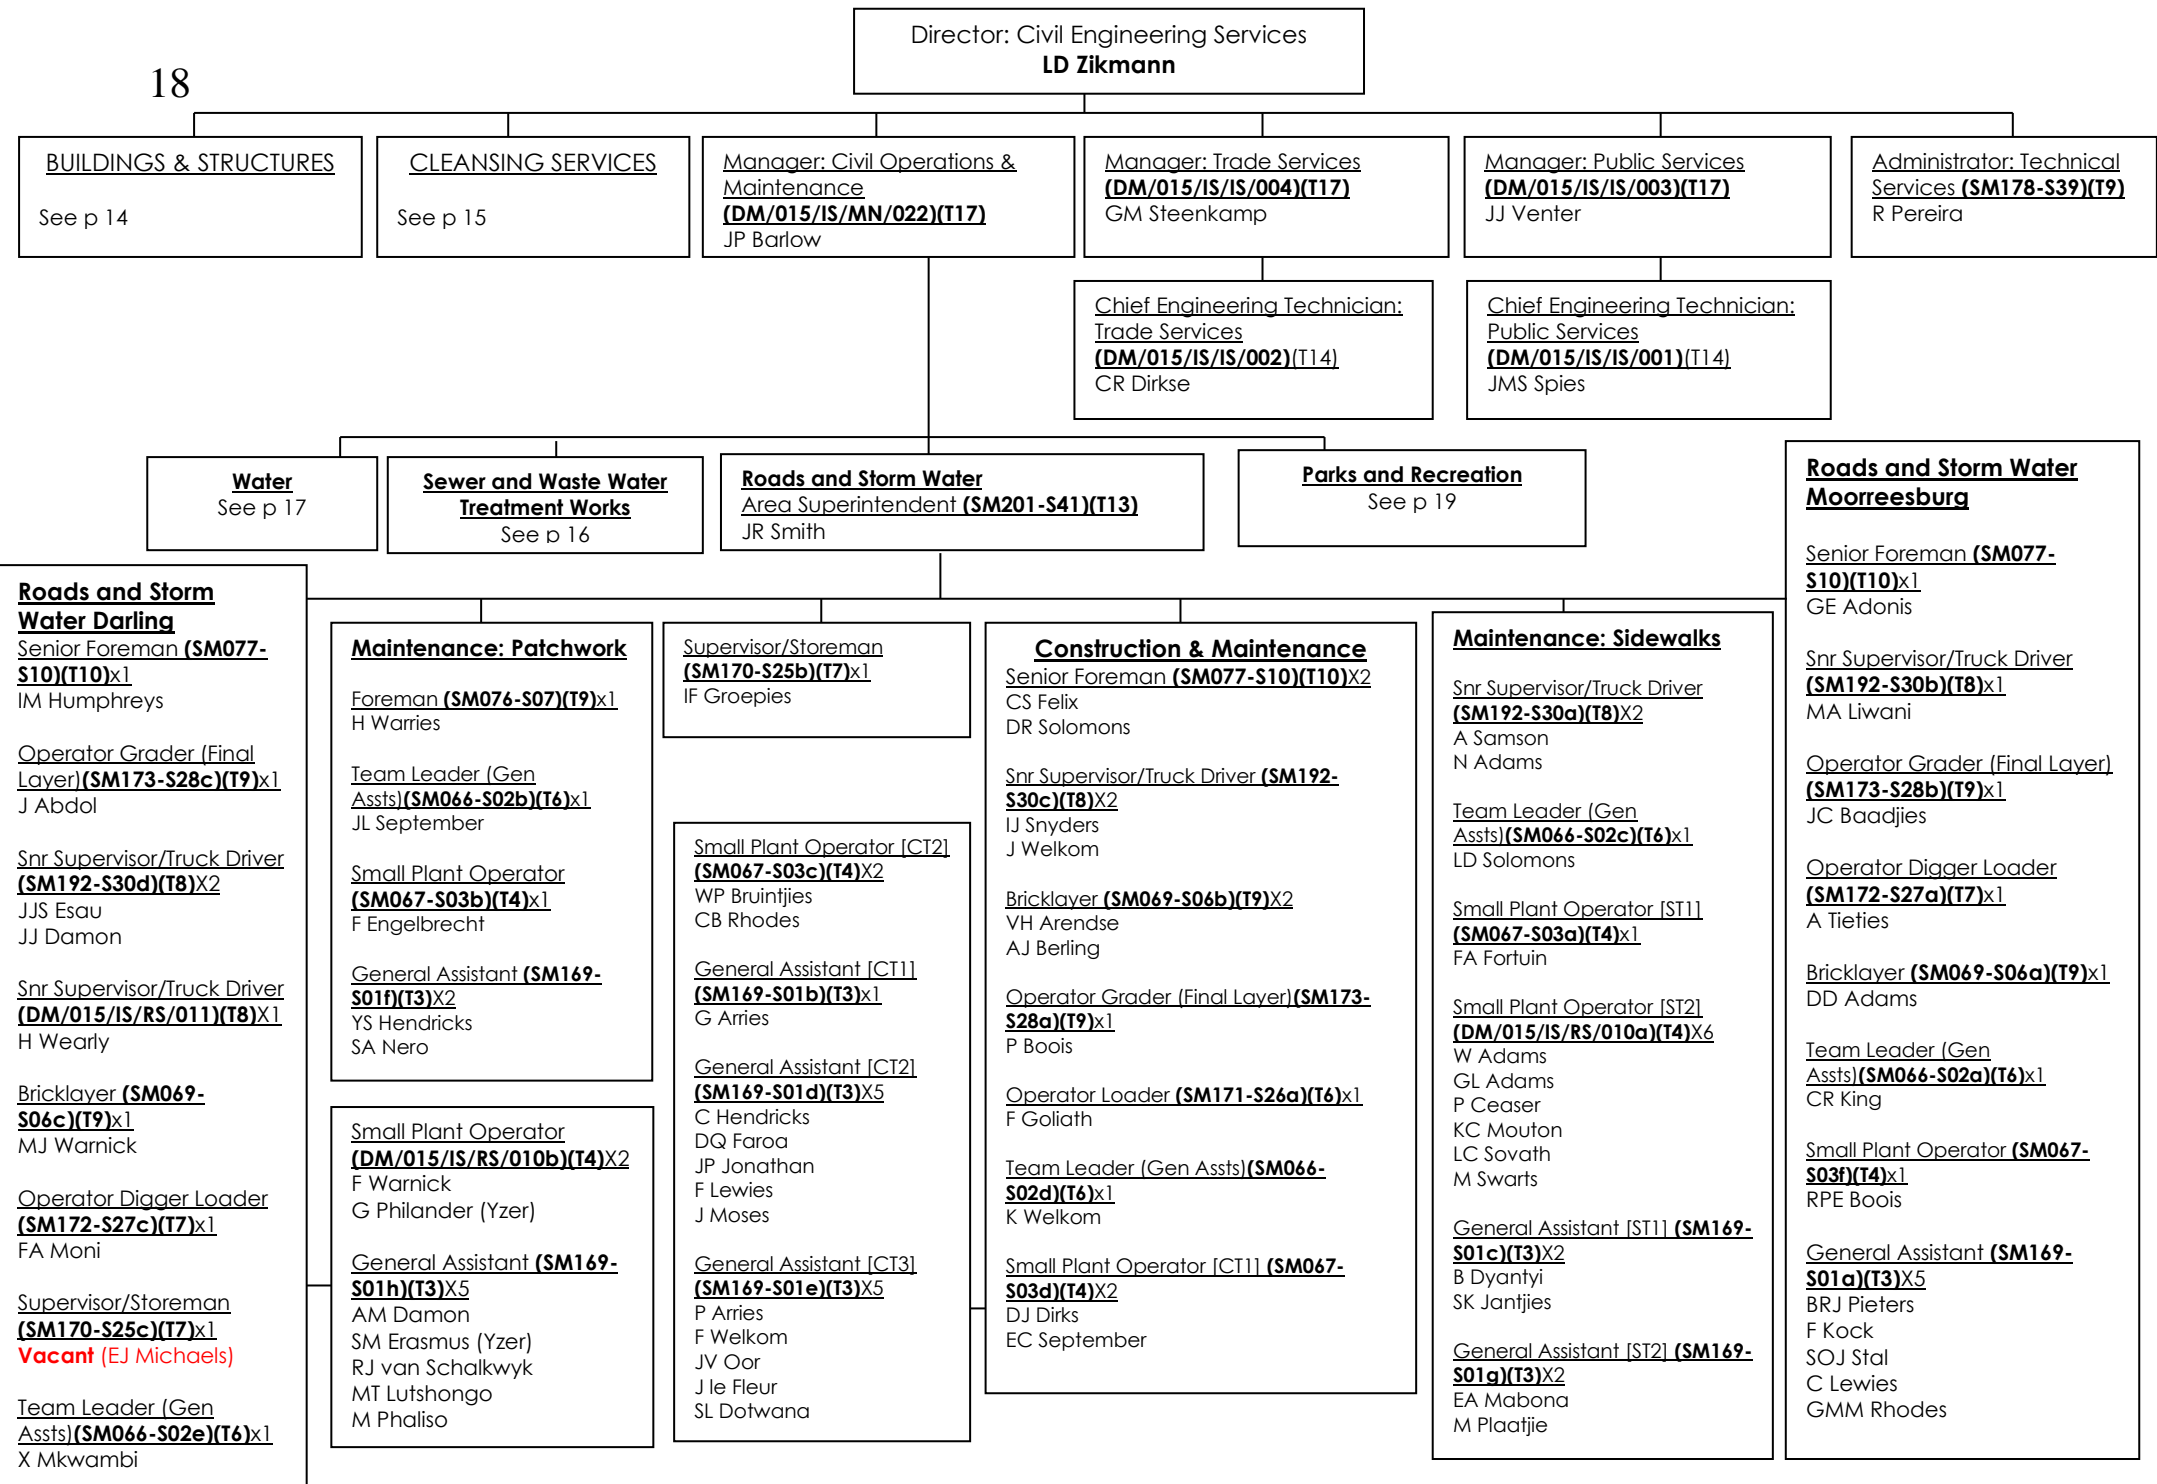 18
Director: Civil Engineering Services
LD Zikmann
BUILDINGS & STRUCTURES
See p 14
CLEANSING SERVICES
See p 15
Manager: Civil Operations &
Maintenance
(DM/015/IS/MN/022)(T17)
JP Barlow
Manager: Trade Services
(DM/015/IS/IS/004)(T17)
GM Steenkamp
Manager: Public Services
(DM/015/IS/IS/003)(T17)
JJ Venter
Administrator: Technical
Services (SM178-S39)(T9)
R Pereira
Chief Engineering Technician:
Trade Services
(DM/015/IS/IS/002)(T14)
CR Dirkse
Chief Engineering Technician:
Public Services
(DM/015/IS/IS/001)(T14)
JMS Spies
Water
See p 17
Sewer and Waste Water
Treatment Works
See p 16
Roads and Storm Water
Area Superintendent (SM201-S41)(T13)
JR Smith
Parks and Recreation
See p 19
Roads and Storm
Water Darling
Senior Foreman (SM077-
S10)(T10)x1
IM Humphreys
Operator Grader (Final
Layer)(SM173-S28c)(T9)x1
J Abdol
Snr Supervisor/Truck Driver
(SM192-S30d)(T8)X2
JJS Esau
JJ Damon
Snr Supervisor/Truck Driver
(DM/015/IS/RS/011)(T8)X1
H Wearly
Bricklayer (SM069-
S06c)(T9)x1
MJ Warnick
Operator Digger Loader
(SM172-S27c)(T7)x1
FA Moni
Supervisor/Storeman
(SM170-S25c)(T7)x1
Vacant (EJ Michaels)
Team Leader (Gen
Assts)(SM066-S02e)(T6)x1
X Mkwambi
Maintenance: Patchwork
Foreman (SM076-S07)(T9)x1
H Warries
Team Leader (Gen
Assts)(SM066-S02b)(T6)x1
JL September
Small Plant Operator
(SM067-S03b)(T4)x1
F Engelbrecht
General Assistant (SM169-
S01f)(T3)X2
YS Hendricks
SA Nero
Small Plant Operator
(DM/015/IS/RS/010b)(T4)X2
F Warnick
G Philander (Yzer)
General Assistant (SM169-
S01h)(T3)X5
AM Damon
SM Erasmus (Yzer)
RJ van Schalkwyk
MT Lutshongo
M Phaliso
Supervisor/Storeman
(SM170-S25b)(T7)x1
IF Groepies
Small Plant Operator [CT2]
(SM067-S03c)(T4)X2
WP Bruintjies
CB Rhodes
General Assistant [CT1]
(SM169-S01b)(T3)x1
G Arries
General Assistant [CT2]
(SM169-S01d)(T3)X5
C Hendricks
DQ Faroa
JP Jonathan
F Lewies
J Moses
General Assistant [CT3]
(SM169-S01e)(T3)X5
P Arries
F Welkom
JV Oor
J le Fleur
SL Dotwana
Construction & Maintenance
Senior Foreman (SM077-S10)(T10)X2
CS Felix
DR Solomons
Snr Supervisor/Truck Driver (SM192-
S30c)(T8)X2
IJ Snyders
J Welkom
Bricklayer (SM069-S06b)(T9)X2
VH Arendse
AJ Berling
Operator Grader (Final Layer)(SM173-
S28a)(T9)x1
P Boois
Operator Loader (SM171-S26a)(T6)x1
F Goliath
Team Leader (Gen Assts)(SM066-
S02d)(T6)x1
K Welkom
Small Plant Operator [CT1] (SM067-
S03d)(T4)X2
DJ Dirks
EC September
Maintenance: Sidewalks
Snr Supervisor/Truck Driver
(SM192-S30a)(T8)X2
A Samson
N Adams
Team Leader (Gen
Assts)(SM066-S02c)(T6)x1
LD Solomons
Small Plant Operator [ST1]
(SM067-S03a)(T4)x1
FA Fortuin
Small Plant Operator [ST2]
(DM/015/IS/RS/010a)(T4)X6
W Adams
GL Adams
P Ceaser
KC Mouton
LC Sovath
M Swarts
General Assistant [ST1] (SM169-
S01c)(T3)X2
B Dyantyi
SK Jantjies
General Assistant [ST2] (SM169-
S01g)(T3)X2
EA Mabona
M Plaatjie
Roads and Storm Water
Moorreesburg
Senior Foreman (SM077-
S10)(T10)x1
GE Adonis
Snr Supervisor/Truck Driver
(SM192-S30b)(T8)x1
MA Liwani
Operator Grader (Final Layer)
(SM173-S28b)(T9)x1
JC Baadjies
Operator Digger Loader
(SM172-S27a)(T7)x1
A Tieties
Bricklayer (SM069-S06a)(T9)x1
DD Adams
Team Leader (Gen
Assts)(SM066-S02a)(T6)x1
CR King
Small Plant Operator (SM067-
S03f)(T4)x1
RPE Boois
General Assistant (SM169-
S01a)(T3)X5
BRJ Pieters
F Kock
SOJ Stal
C Lewies
GMM Rhodes